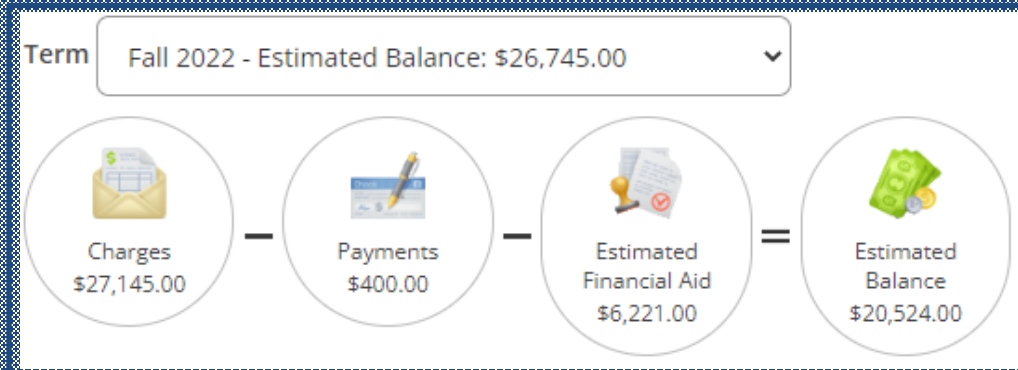 Term
Fall 2022 - Estimated Balance: $26,745.00
Charges
$27,145.00
Payments
$400.00
Estimated
Financial Aid
$6,221.00
Estimated
Balance
$20,524.00